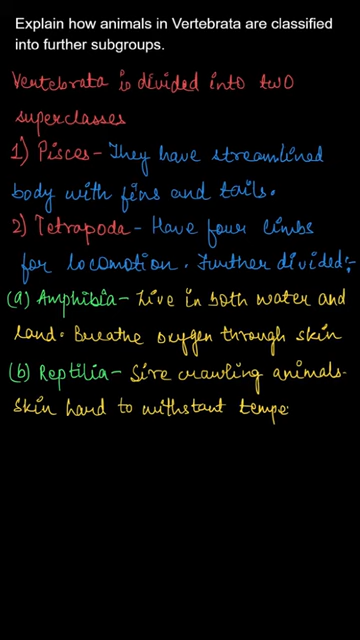 Explain how animals in Vertebrata are classified
into further subgroups.
Vertebrata is divided into two
superclasses
1) Pisces - They have streamlined
body with fins and tails.
2) Tetrapoda - Have four limbs
for locomotion. Further divided:-
(a) Amphibia - Live in both water and
land. Breathe oxygen through skin
(b) Reptilia - Sire crawling animals.
Skin hard to withstant tempe